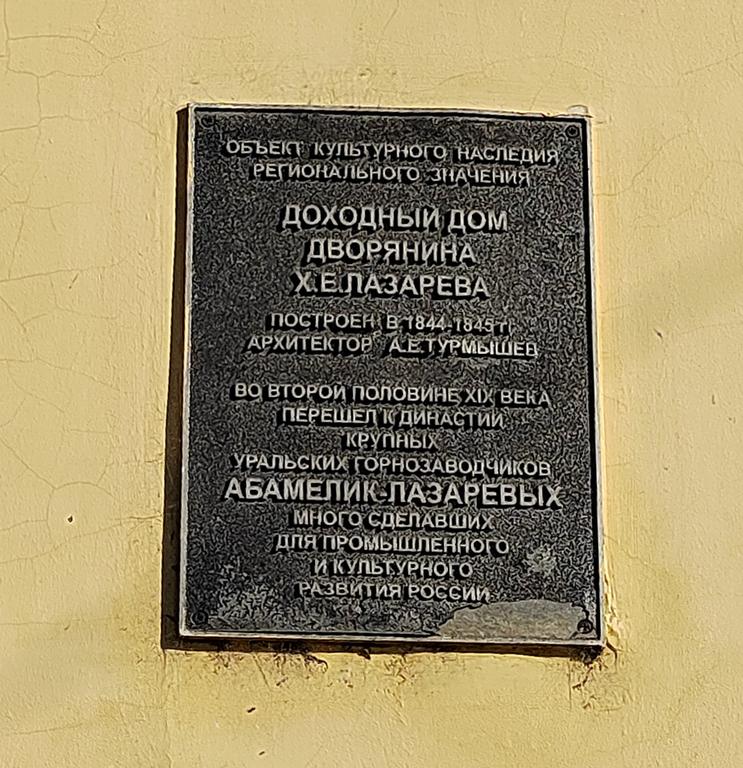 ОБЪЕКТ КУЛЬТУРНОГО НАСЛЕДИЯ
РЕГИОНАЛЬНОГО ЗНАЧЕНИЯ
ДОХОДНЫЙ ДОМ
ДВОРЯНИНА
Х.Е.ЛАЗАРЕВА
ПОСТРОЕН В 1844-1845 г.
АРХИТЕКТОР А.Е.ТУРМЫШЕВ
ВО ВТОРОЙ ПОЛОВИНЕ XIX ВЕКА
ПЕРЕШЕЛ К ДИНАСТИИ
КРУПНЫХ
УРАЛЬСКИХ ГОРНОЗАВОДЧИКОВ
АБАМЕЛИК-ЛАЗАРЕВЫХ
МНОГО СДЕЛАВШИХ
ДЛЯ ПРОМЫШЛЕННОГО
И КУЛЬТУРНОГО
РАЗВИТИЯ РОССИИ